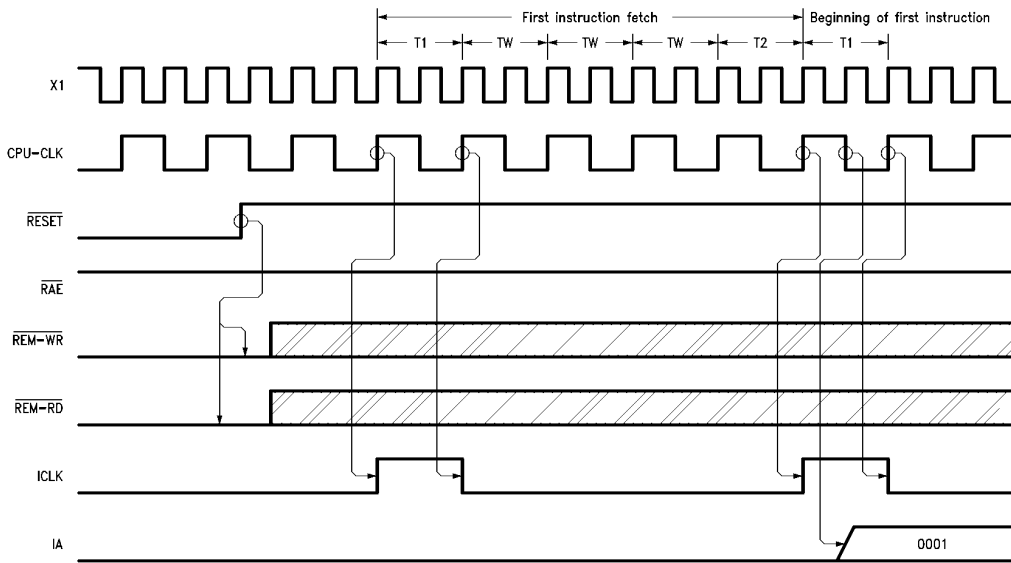 First instruction fetch
Beginning of first instruction
T1 TW TW TW T2 T1
X1
CPU-CLK
RESET
RAE
REM-WR
REM-RD
ICLK
IA
0001